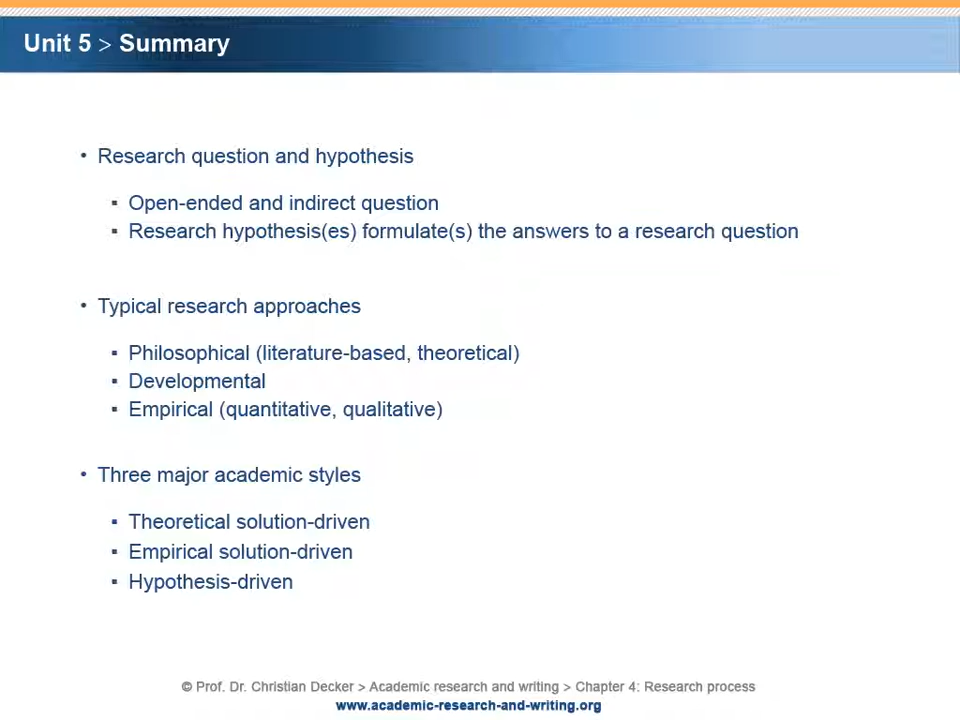 Unit 5 > Summary
• Research question and hypothesis
▪ Open-ended and indirect question
▪ Research hypothesis(es) formulate(s) the answers to a research question
• Typical research approaches
▪ Philosophical (literature-based, theoretical)
▪ Developmental
▪ Empirical (quantitative, qualitative)
• Three major academic styles
▪ Theoretical solution-driven
▪ Empirical solution-driven
▪ Hypothesis-driven
© Prof. Dr. Christian Decker > Academic research and writing > Chapter 4: Research process
www.academic-research-and-writing.org